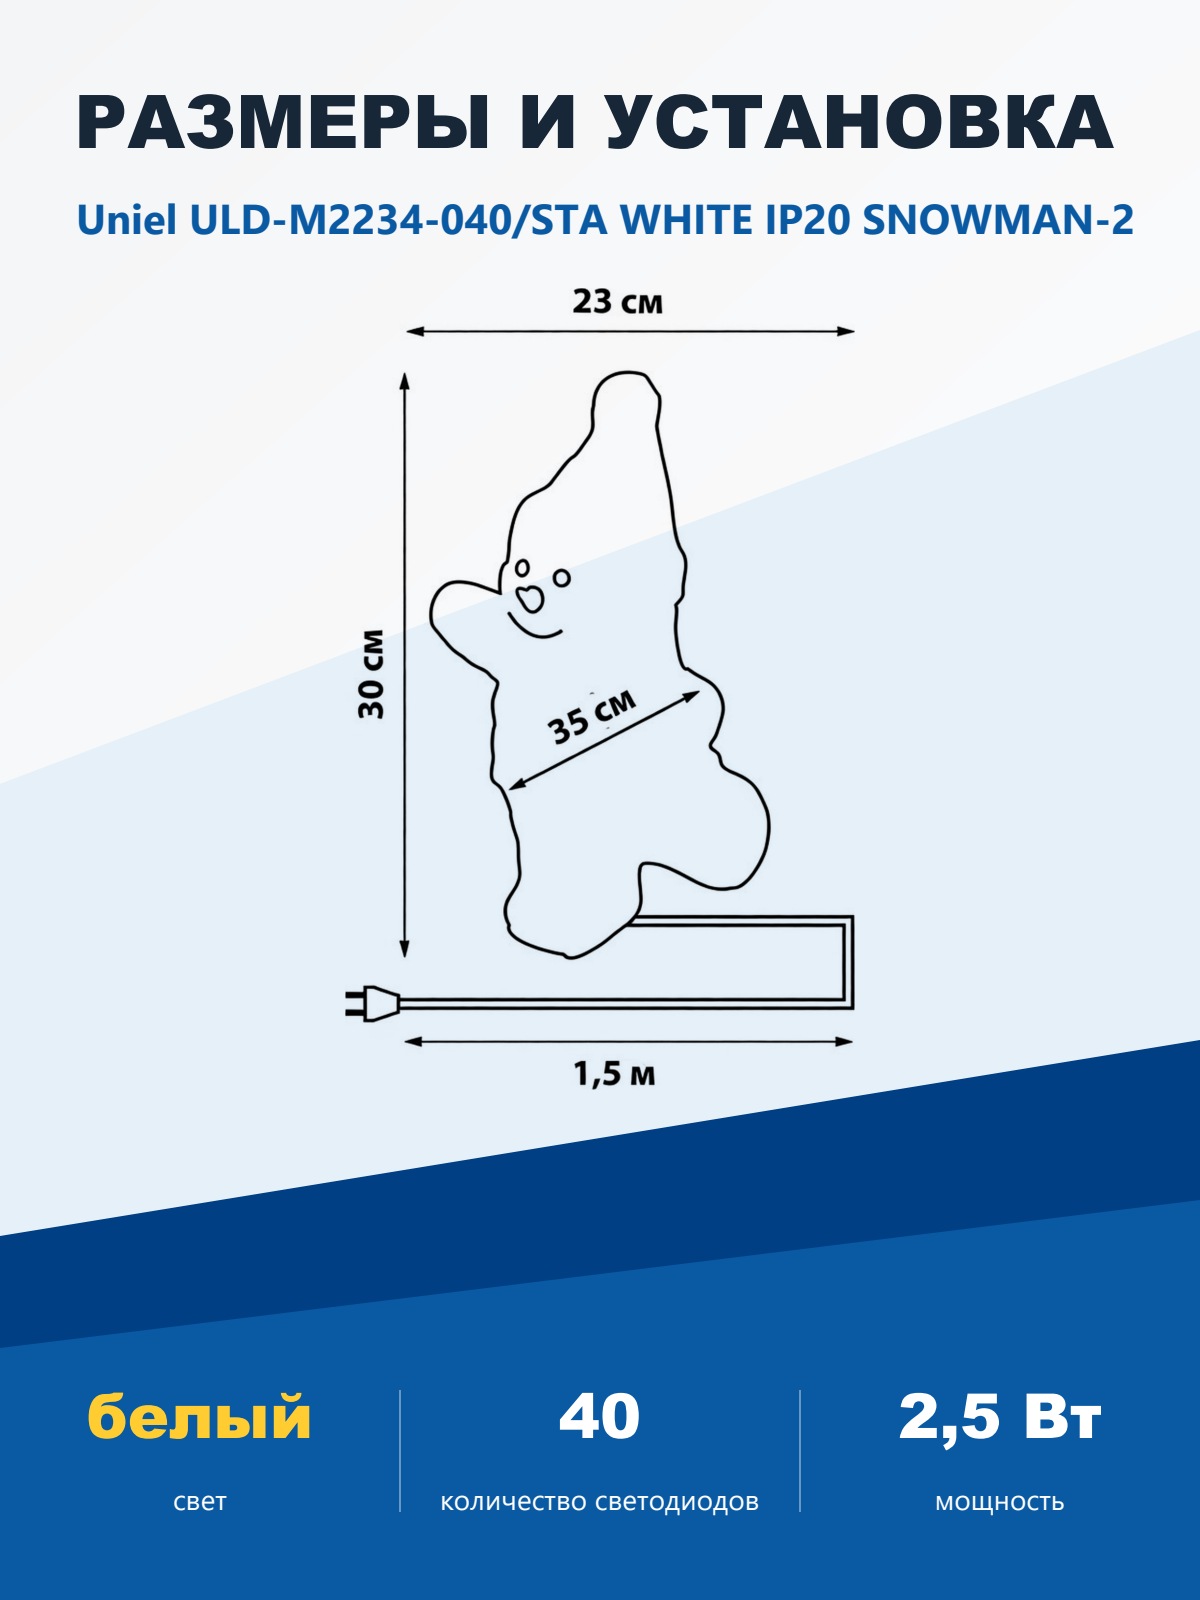 РАЗМЕРЫ И УСТАНОВКА
Uniel ULD-M2234-040/STA WHITE IP20 SNOWMAN-2
23 см
30 см
35 см
1,5 м
белый
свет
40
количество светодиодов
2,5 Вт
мощность